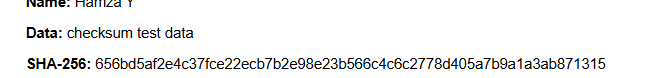 Name: Hamza Y
Data: checksum test data
SHA-256: 656bd5af2e4c37fce22ecb7b2e98e23b566c4c6c2778d405a7b9a1a3ab871315